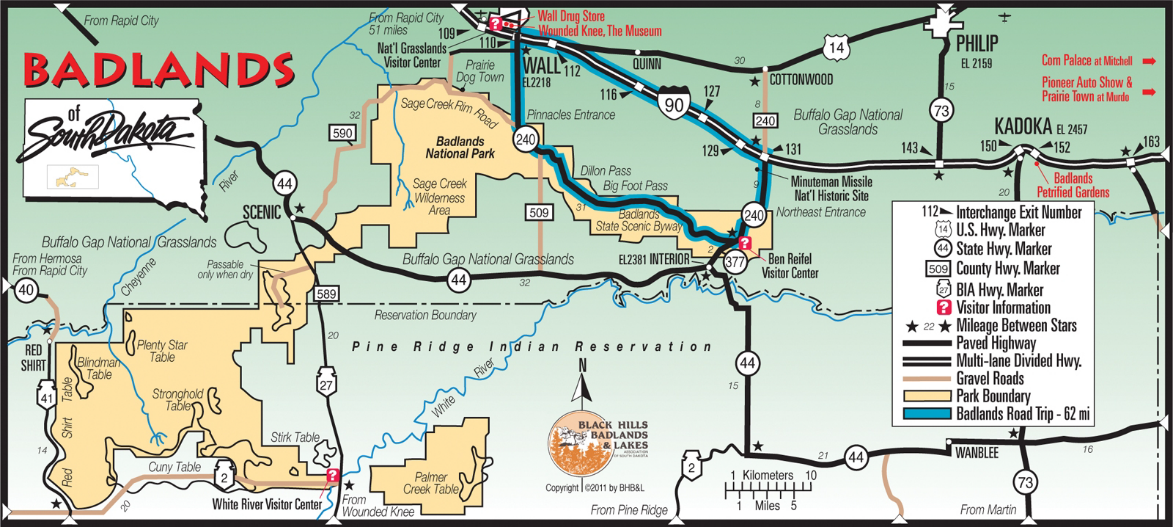 From Rapid City
BADLANDS
of
South Dakota
From Rapid City
51 miles
109
110
Nat'l Grasslands
Visitor Center
Wall Drug Store
Wounded Knee, The Museum
WALL
EL2218
112
QUINN
30
14
COTTONWOOD
PHILIP
EL 2159
Corn Palace at Mitchell
Pioneer Auto Show &
Prairie Town at Murdo
Prairie
Dog Town
Sage Creek Rim
Road
Pinnacles Entrance
116
90
127
8
240
Buffalo Gap National
Grasslands
73
32
590
240
Badlands
National Park
129
131
143
KADOKA EL 2457
150
152
163
Badlands
Petrified Gardens
20
River
44
SCENIC
Sage Creek
Wilderness
Area
509
Dillon Pass
Big Foot Pass
31
Badlands
State Scenic Byway
9
Minuteman Missile
Nat'l Historic Site
240
Northeast Entrance
2
Ben Reifel
Visitor Center
377
Buffalo Gap National Grasslands
From Hermosa
From Rapid City
40
Cheyenne
Passable
only when dry
Buffalo Gap National Grasslands
44
32
EL2381 INTERIOR
589
Reservation Boundary
Pine Ridge Indian Reservation
20
RED
SHIRT
41
14
Red Shirt Table
Blindman
Table
Plenty Star
Table
Stronghold
Table
27
Stirk Table
Cuny Table
2
20
White River Visitor Center
From
Wounded Knee
White River
Palmer
Creek Table
N
BLACK HILLS
BADLANDS
& LAKES
ASSOCIATION
OF SOUTH DAKOTA
Copyright ©2011 by BHB&L
44
15
2
From Pine Ridge
1 Kilometers 10
1 Miles 5
21
44
WANBLEE
16
73
From Martin
112 Interchange Exit Number
14 U.S. Hwy. Marker
44 State Hwy. Marker
509 County Hwy. Marker
27 BIA Hwy. Marker
? Visitor Information
★ 22 ★ Mileage Between Stars
Paved Highway
Multi-lane Divided Hwy.
Gravel Roads
Park Boundary
Badlands Road Trip - 62 mi